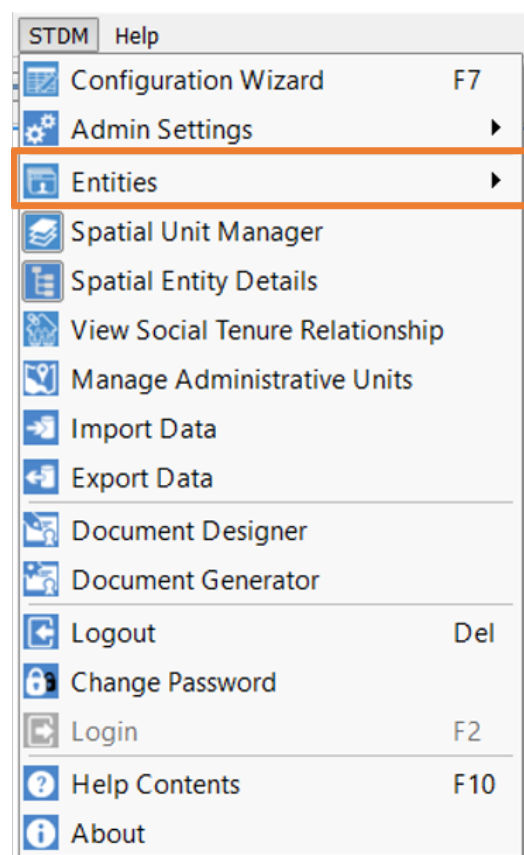 STDM Help
Configuration Wizard F7
Admin Settings
Entities
Spatial Unit Manager
Spatial Entity Details
View Social Tenure Relationship
Manage Administrative Units
Import Data
Export Data
Document Designer
Document Generator
Logout Del
Change Password
Login F2
Help Contents F10
About